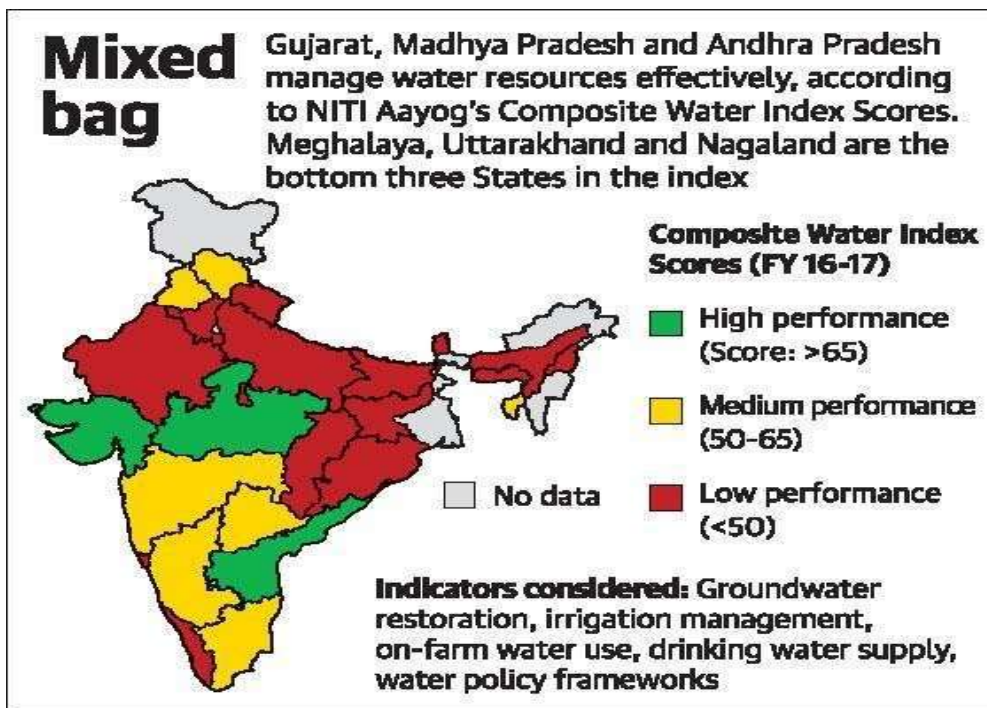 Mixed
bag
Gujarat, Madhya Pradesh and Andhra Pradesh
manage water resources effectively, according
to NITI Aayog's Composite Water Index Scores.
Meghalaya, Uttarakhand and Nagaland are the
bottom three States in the index
Composite Water Index
Scores (FY 16-17)
High performance
(Score: >65)
Medium performance
(50-65)
No data
Low performance
(<50)
Indicators considered: Groundwater
restoration, irrigation management,
on-farm water use, drinking water supply,
water policy frameworks